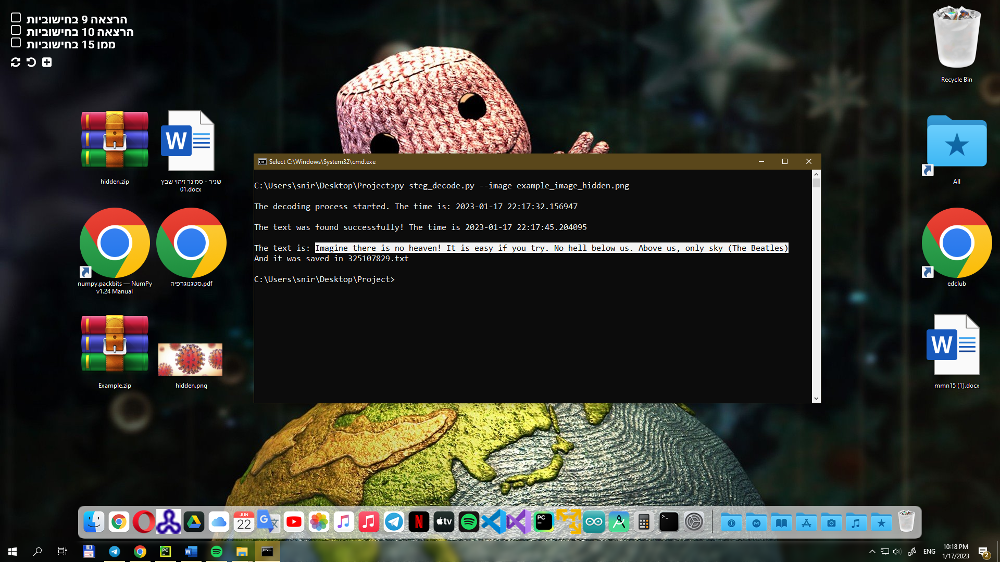 הרצאה 9 בחישוביות
הרצאה 10 בחישוביות
ממן 15 בחישוביות
Recycle Bin
hidden.zip
שניר - סמינר זיהוי שבץ
01.docx
All
numpy.packbits — NumPy
v1.24 Manual
סטגנוגרפיה.pdf
edclub
Example.zip
hidden.png
mmn15 (1).docx
Select C:\Windows\System32\cmd.exe
C:\Users\snir\Desktop\Project>py steg_decode.py --image example_image_hidden.png
The decoding process started. The time is: 2023-01-17 22:17:32.156947
The text was found successfully! The time is 2023-01-17 22:17:45.204095
The text is: Imagine there is no heaven! It is easy if you try. No hell below us. Above us, only sky (The Beatles)
And it was saved in 325107829.txt
C:\Users\snir\Desktop\Project>
JUN
22
tv
PC
ENG
10:18 PM
1/17/2023
2